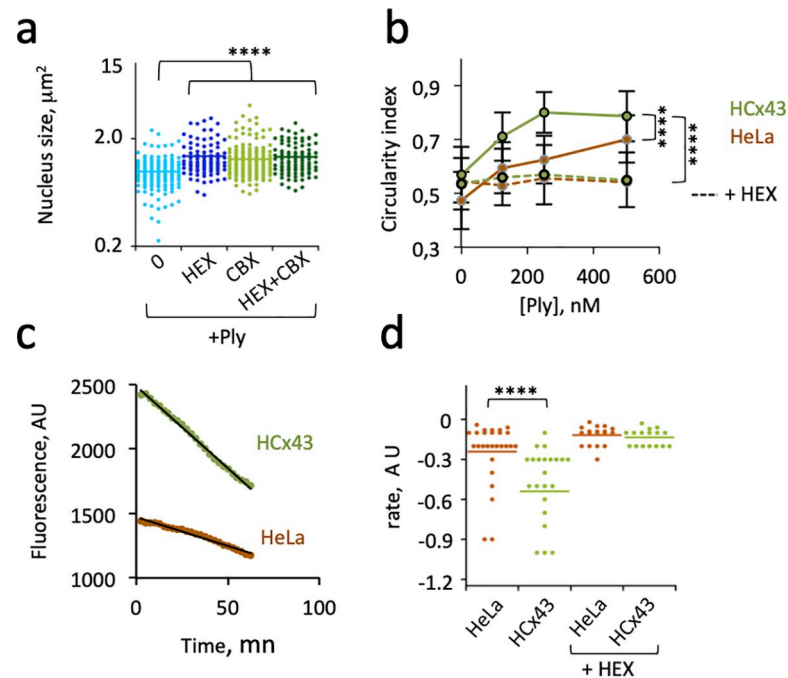 a
****
15
2.0
0.2
Nucleus size, μm²
0
HEX
CBX
HEX+CBX
+Ply
b
0,9
0,7
0,5
0,3
Circularity index
0
200
400
600
[Ply], nM
HCx43
HeLa
****
****
+ HEX
c
2500
2000
1500
1000
Fluorescence, AU
HCx43
HeLa
0
50
100
Time, mn
d
****
0
-0.3
-0.6
-0.9
-1.2
rate, A U
HeLa
HCx43
HeLa
HCx43
+ HEX